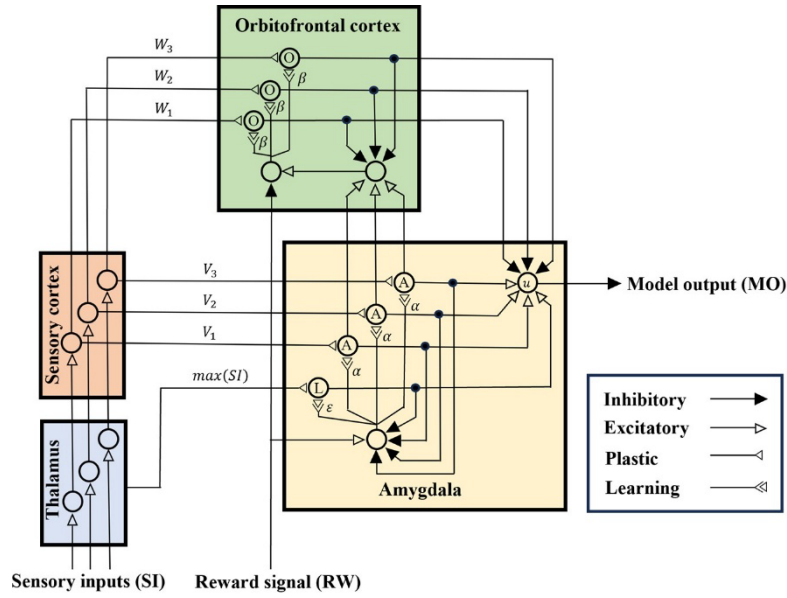 Orbitofrontal cortex
W₃
W₂
W₁
O
β
O
β
O
β
Sensory cortex
V₃
V₂
V₁
max(SI)
A
α
A
α
A
α
L
ε
u
Model output (MO)
Amygdala
Thalamus
Inhibitory
Excitatory
Plastic
Learning
Sensory inputs (SI)
Reward signal (RW)